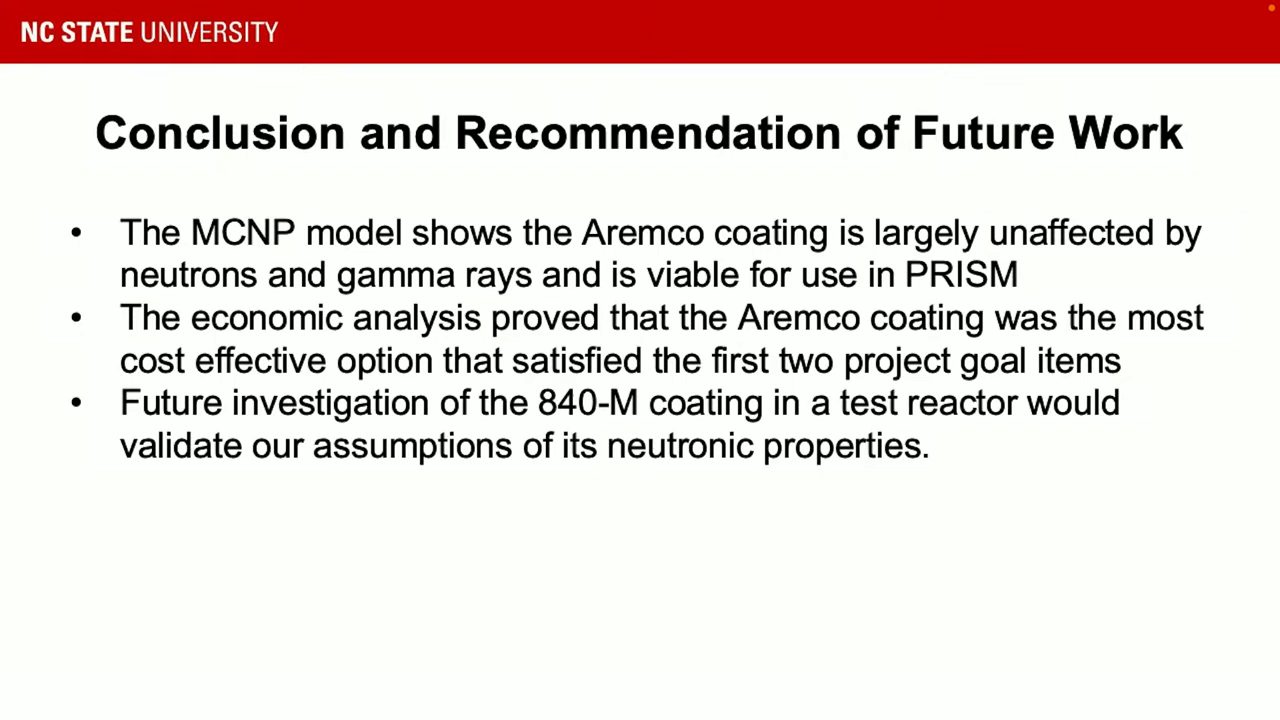 NC STATE UNIVERSITY
Conclusion and Recommendation of Future Work
• The MCNP model shows the Aremco coating is largely unaffected by
neutrons and gamma rays and is viable for use in PRISM
• The economic analysis proved that the Aremco coating was the most
cost effective option that satisfied the first two project goal items
• Future investigation of the 840-M coating in a test reactor would
validate our assumptions of its neutronic properties.